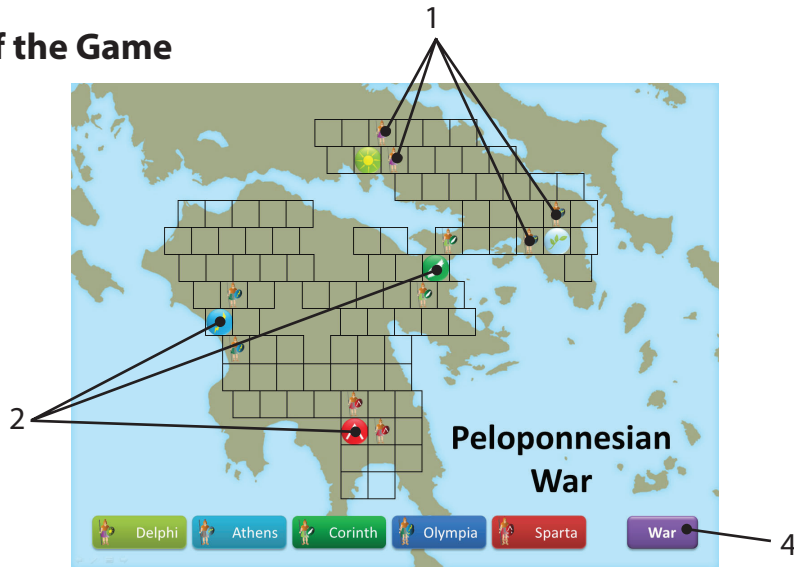 f the Game
1
2
Peloponnesian
War
Delphi
Athens
Corinth
Olympia
Sparta
War
4